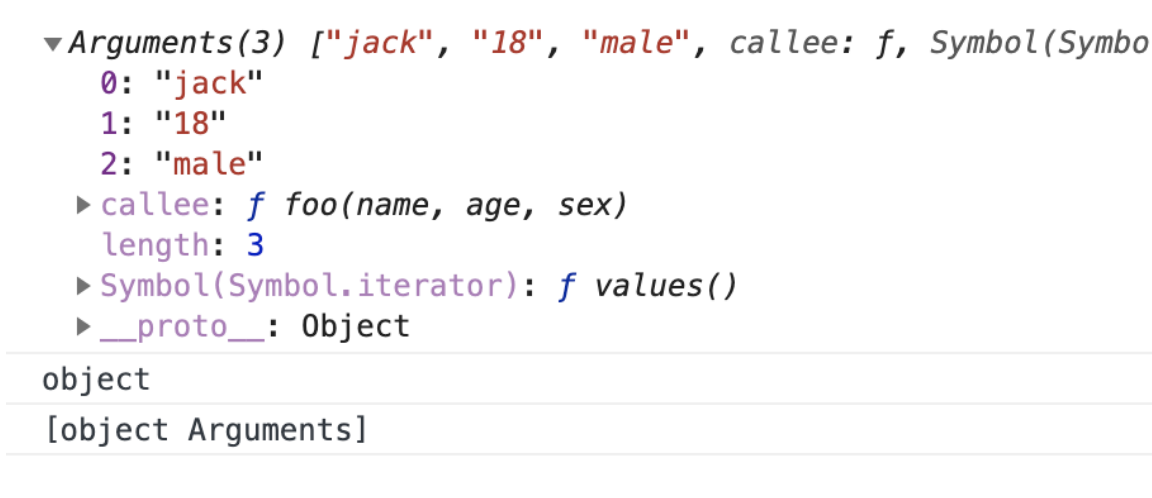 ▼Arguments(3) ["jack", "18", "male", callee: ƒ, Symbol(Symbo
0: "jack"
1: "18"
2: "male"
▶callee: ƒ foo(name, age, sex)
length: 3
▶Symbol(Symbol.iterator): ƒ values()
▶__proto__: Object
object
[object Arguments]